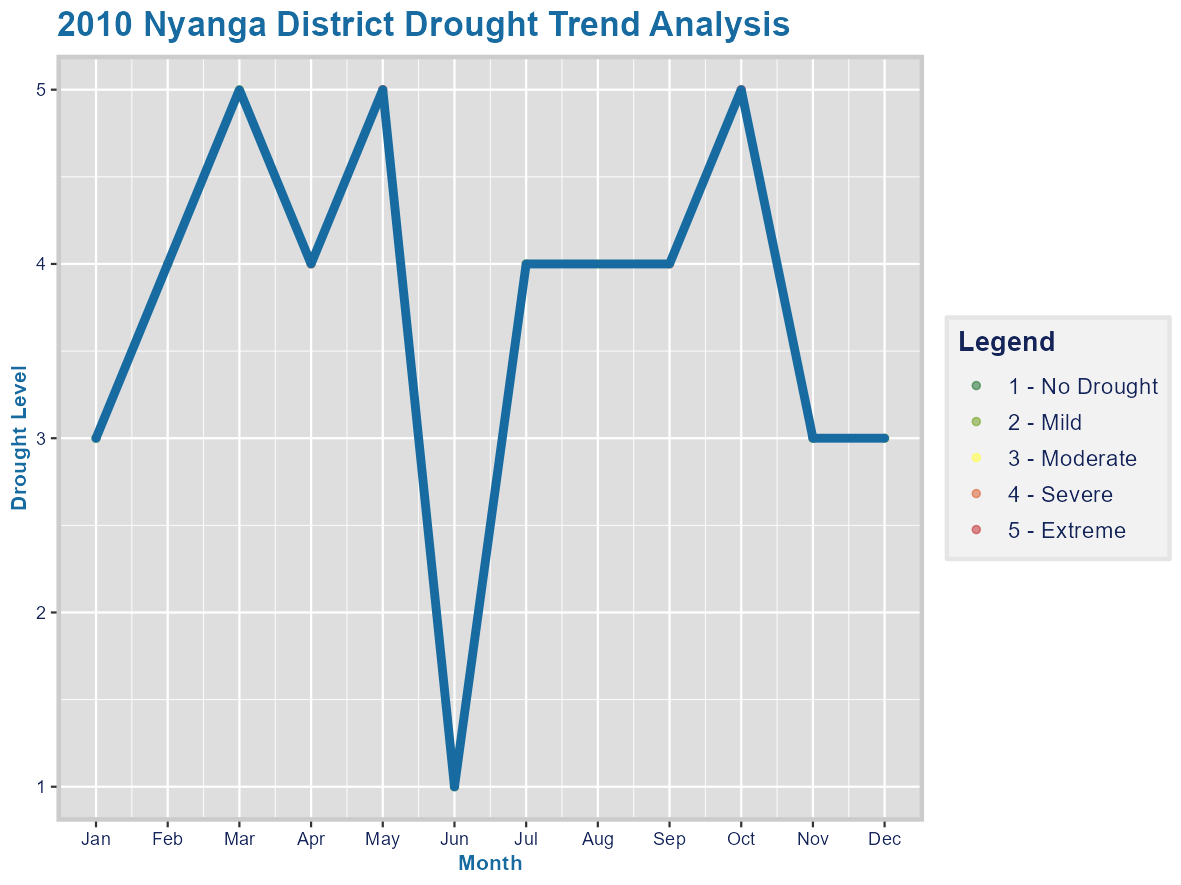 2010 Nyanga District Drought Trend Analysis
5
4
3
2
1
Drought Level
Jan Feb Mar Apr May Jun Jul Aug Sep Oct Nov Dec
Month
Legend
1 - No Drought
2 - Mild
3 - Moderate
4 - Severe
5 - Extreme